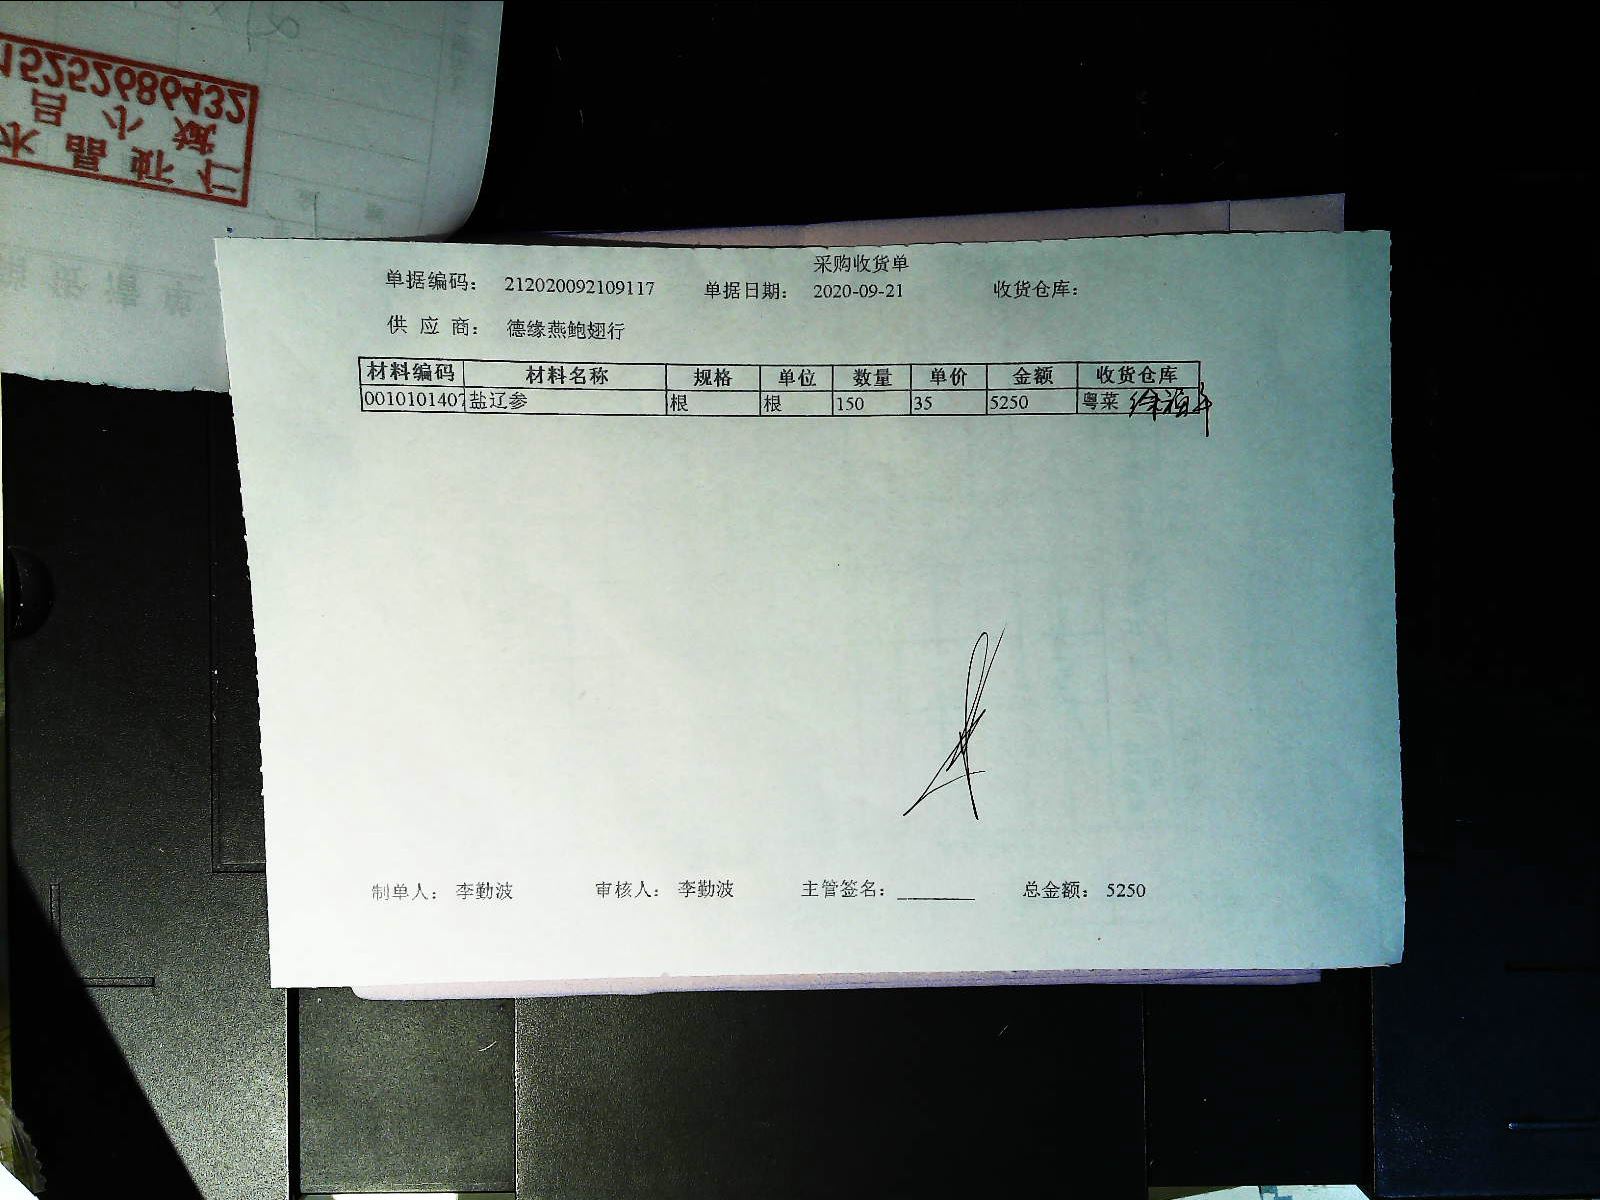 15252686432
采购收货单
单据编码： 212020092109117 单据日期： 2020-09-21 收货仓库：
供 应 商： 德缘燕鲍翅行
材料编码 材料名称 规格 单位 数量 单价 金额 收货仓库
0010101407 盐辽参 根 根 150 35 5250 粤菜
制单人： 李勤波 审核人： 李勤波 主管签名： 总金额： 5250